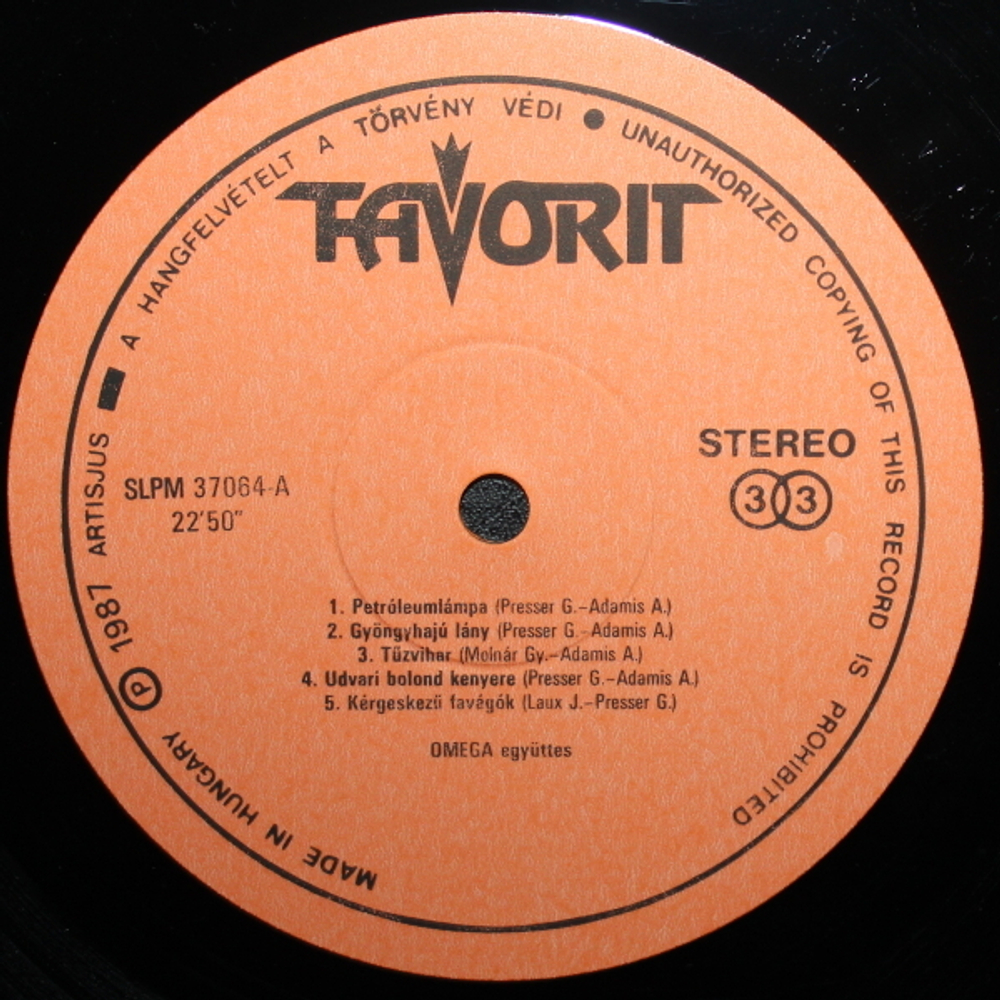 MADE IN HUNGARY Ⓟ 1987 ARTISJUS ▬ A HANGFELVÉTELT A TÖRVÉNY VÉDI ● UNAUTHORIZED COPYING OF THIS RECORD IS PROHIBITED
FAVORIT
STEREO
33
SLPM 37064-A
22'50"
1. Petróleumlámpa (Presser G.–Adamis A.)
2. Gyöngyhajú lány (Presser G.–Adamis A.)
3. Tűzvihar (Molnár Gy.–Adamis A.)
4. Udvari bolond kenyere (Presser G.–Adamis A.)
5. Kérgeskezű favágók (Laux J.–Presser G.)
OMEGA együttes